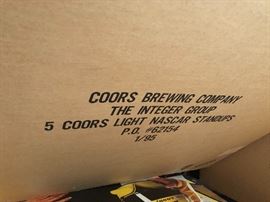 COORS BREWING COMPANY
THE INTEGER GROUP
5 COORS LIGHT NASCAR STANDUPS
P.O. #62154
1/95